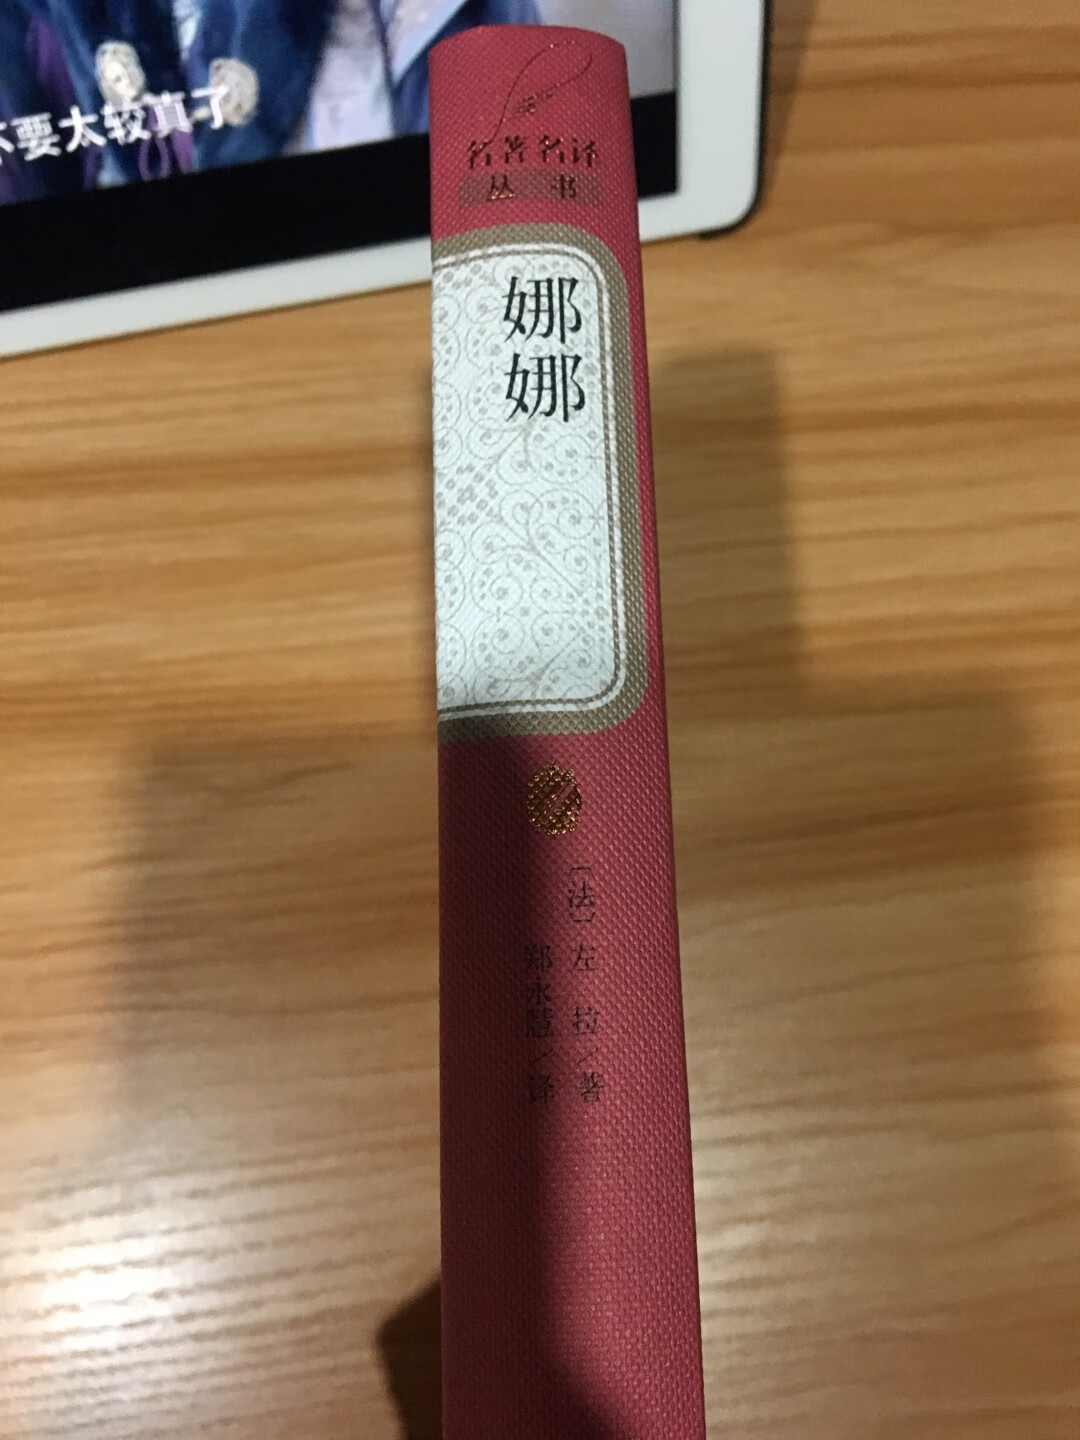 不要太较真了
名著名译
丛书
娜娜
〔法〕左拉/著
郑永慧/译